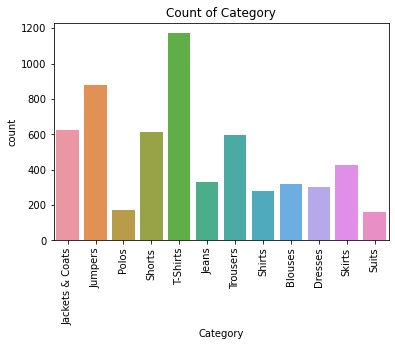 Count of Category
count
1200
1000
800
600
400
200
0
Jackets & Coats
Jumpers
Polos
Shorts
T-Shirts
Jeans
Trousers
Shirts
Blouses
Dresses
Skirts
Suits
Category